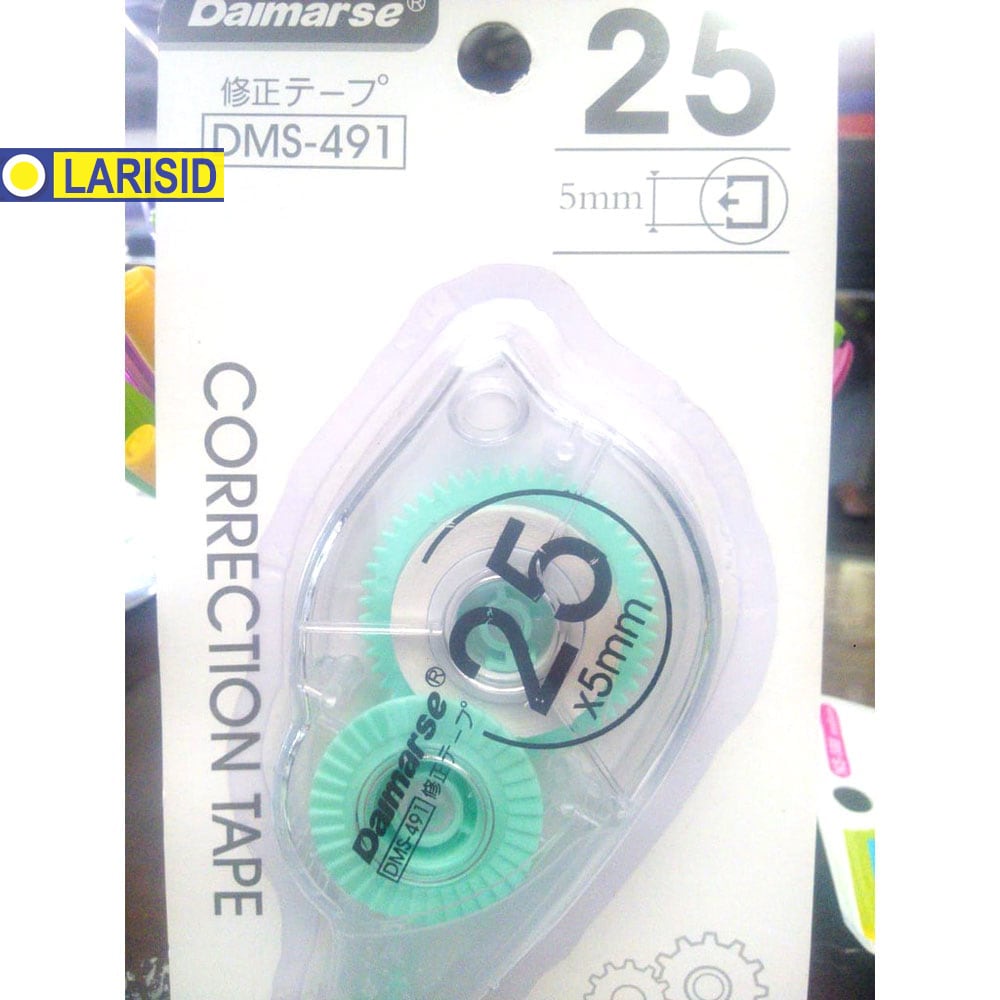 Daimarse®
修正テープ
DMS-491
25
5mm
LARISID
CORRECTION TAPE
25
x5mm
Daimarse®
DMS-491 修正テープ